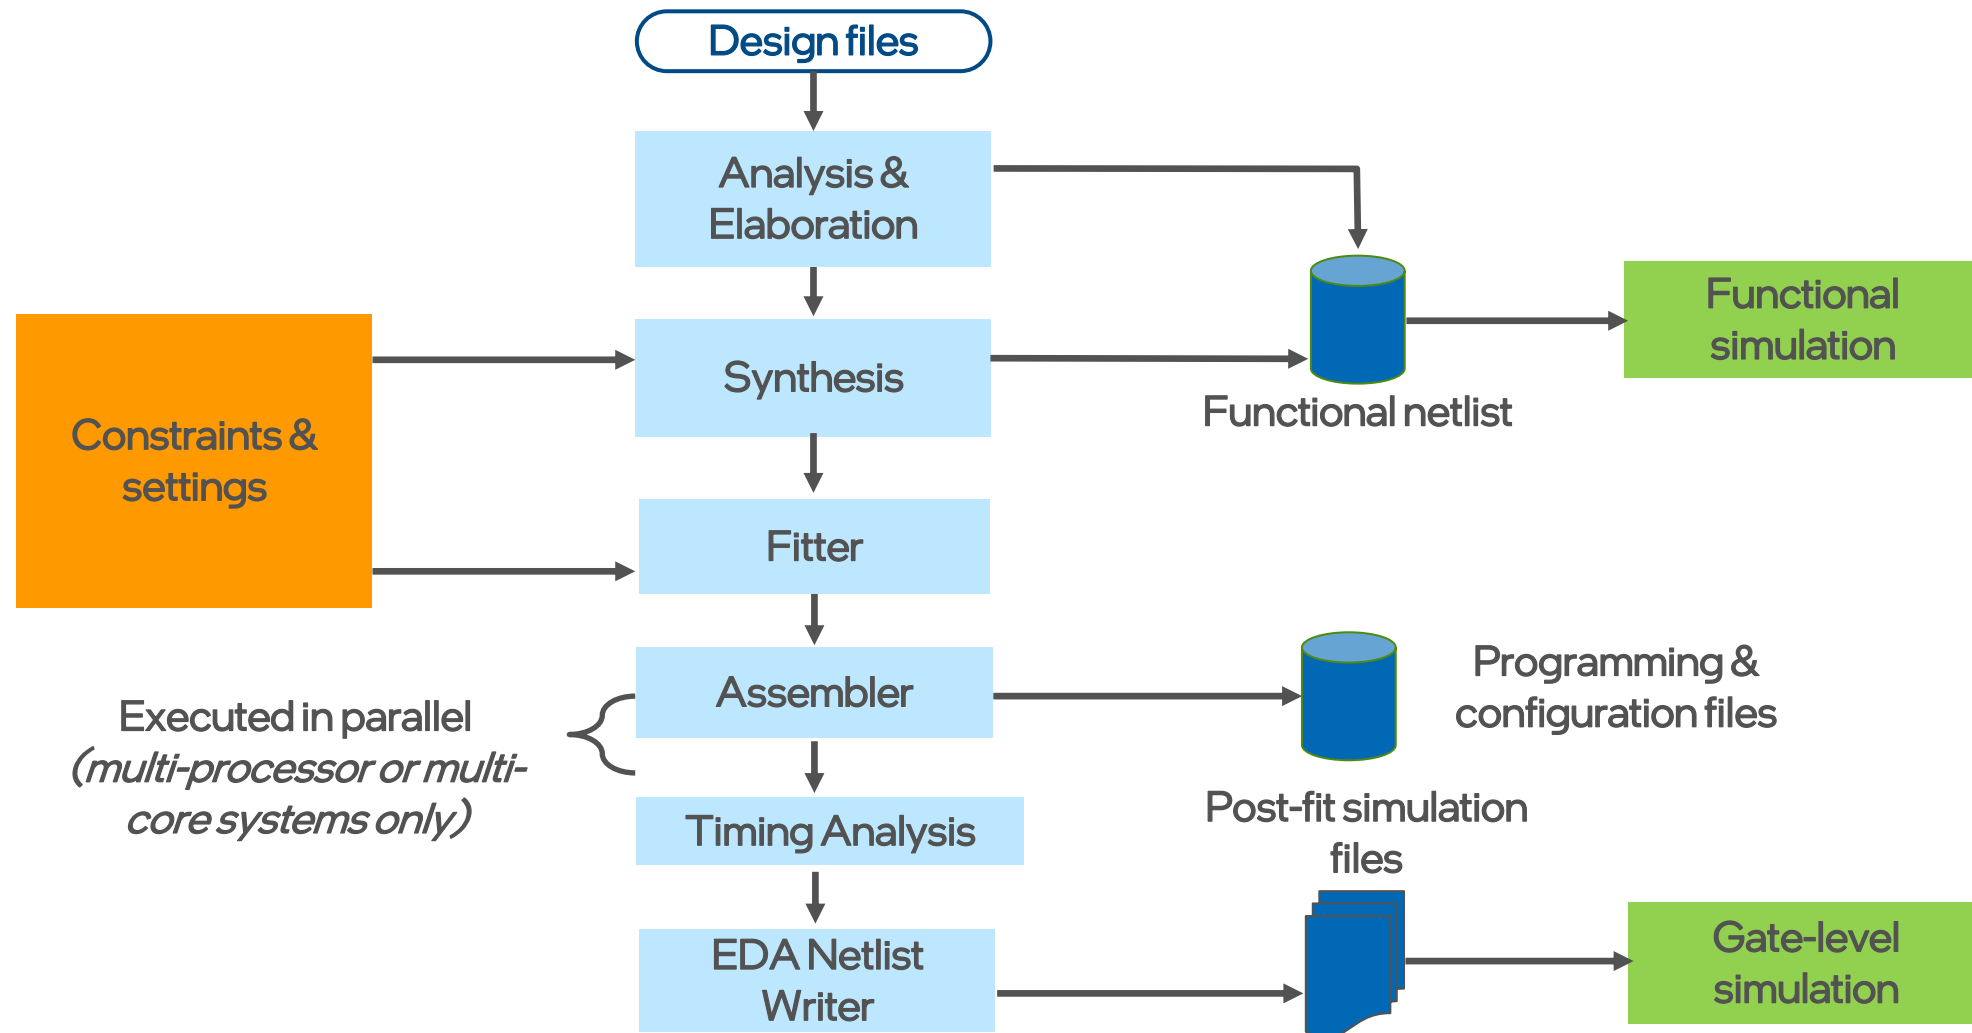 Design files
Analysis &
Elaboration
Functional
simulation
Synthesis
Functional netlist
Constraints &
settings
Fitter
Assembler
Programming &
configuration files
Executed in parallel
(multi-processor or multi-
core systems only)
Timing Analysis
Post-fit simulation
files
EDA Netlist
Writer
Gate-level
simulation